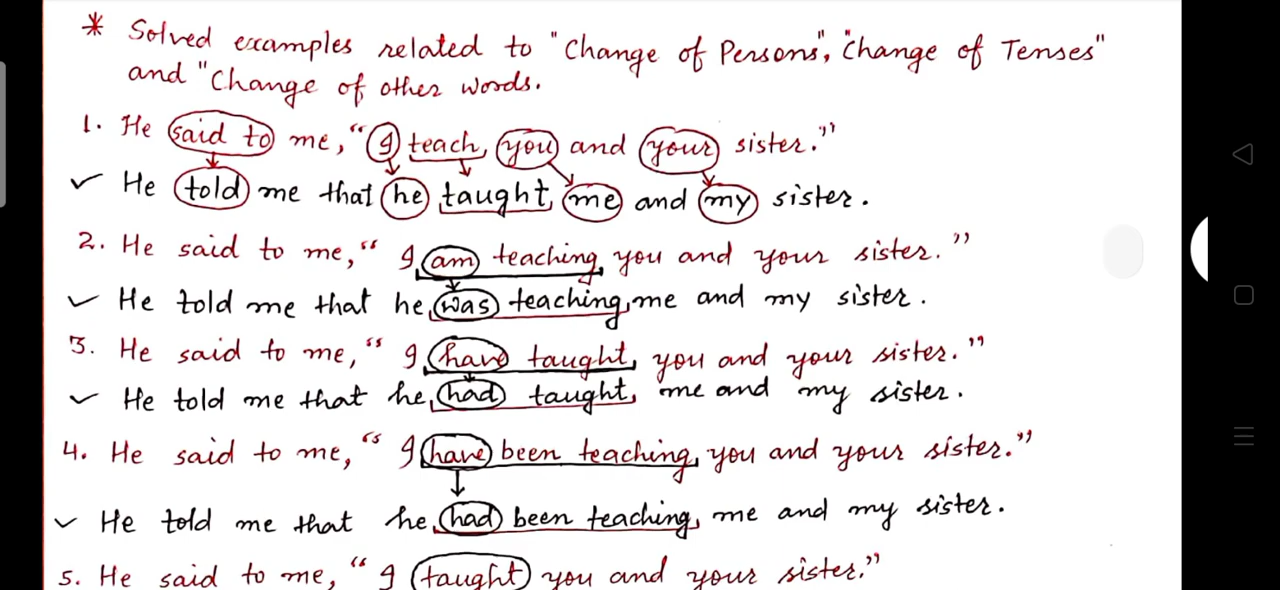 * Solved examples related to "Change of Persons", "Change of Tenses"
and "Change of other words.
1. He said to me, "I teach you and your sister."
✓ He told me that he taught me and my sister.
2. He said to me, "I am teaching you and your sister."
✓ He told me that he was teaching me and my sister.
3. He said to me, "I have taught you and your sister."
✓ He told me that he had taught me and my sister.
4. He said to me, "I have been teaching you and your sister."
✓ He told me that he had been teaching me and my sister.
5. He said to me, "I taught you and your sister."